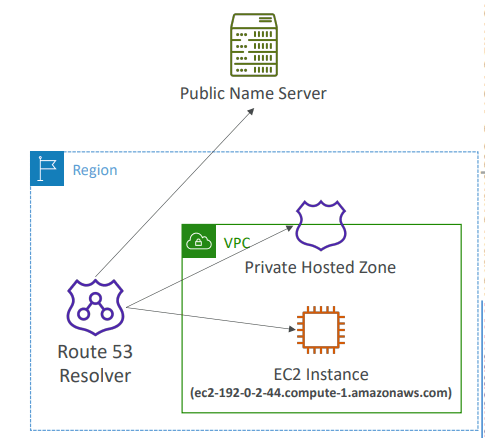 Public Name Server
Region
VPC
Private Hosted Zone
Route 53
Resolver
EC2 Instance
(ec2-192-0-2-44.compute-1.amazonaws.com)